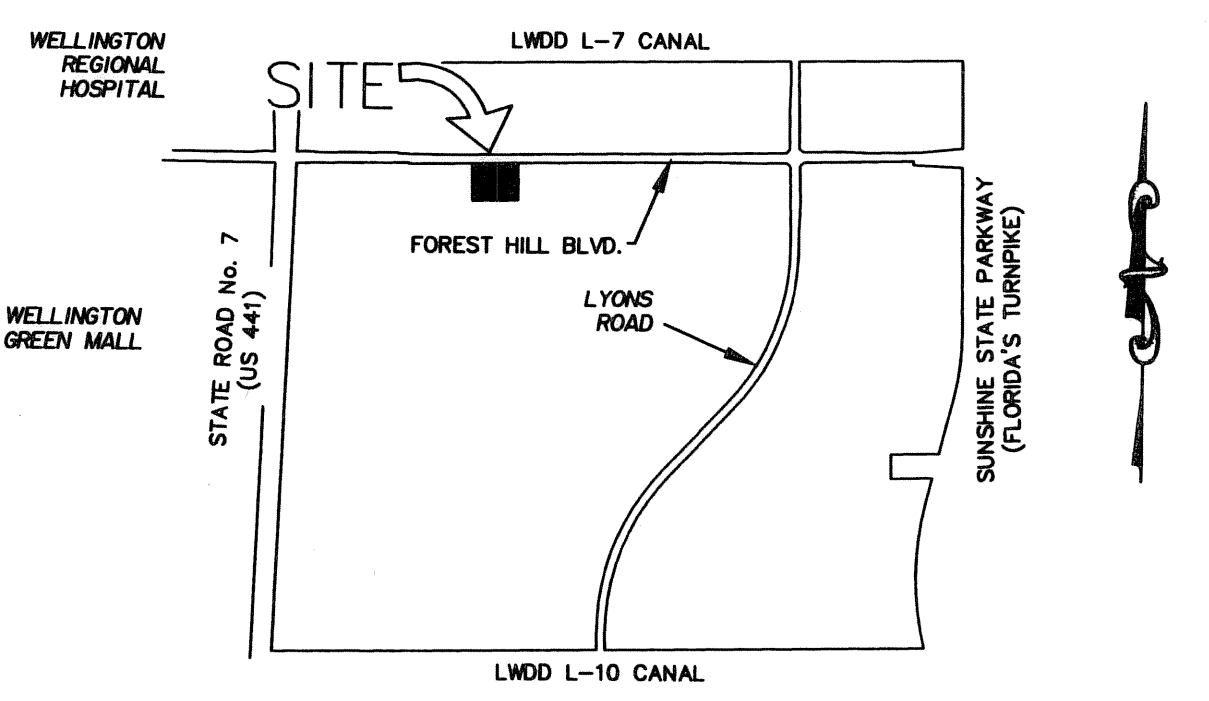 WELLINGTON
REGIONAL
HOSPITAL
LWDD L-7 CANAL
SITE
FOREST HILL BLVD.
STATE ROAD No. 7
(US 441)
WELLINGTON
GREEN MALL
LYONS
ROAD
SUNSHINE STATE PARKWAY
(FLORIDA'S TURNPIKE)
LWDD L-10 CANAL